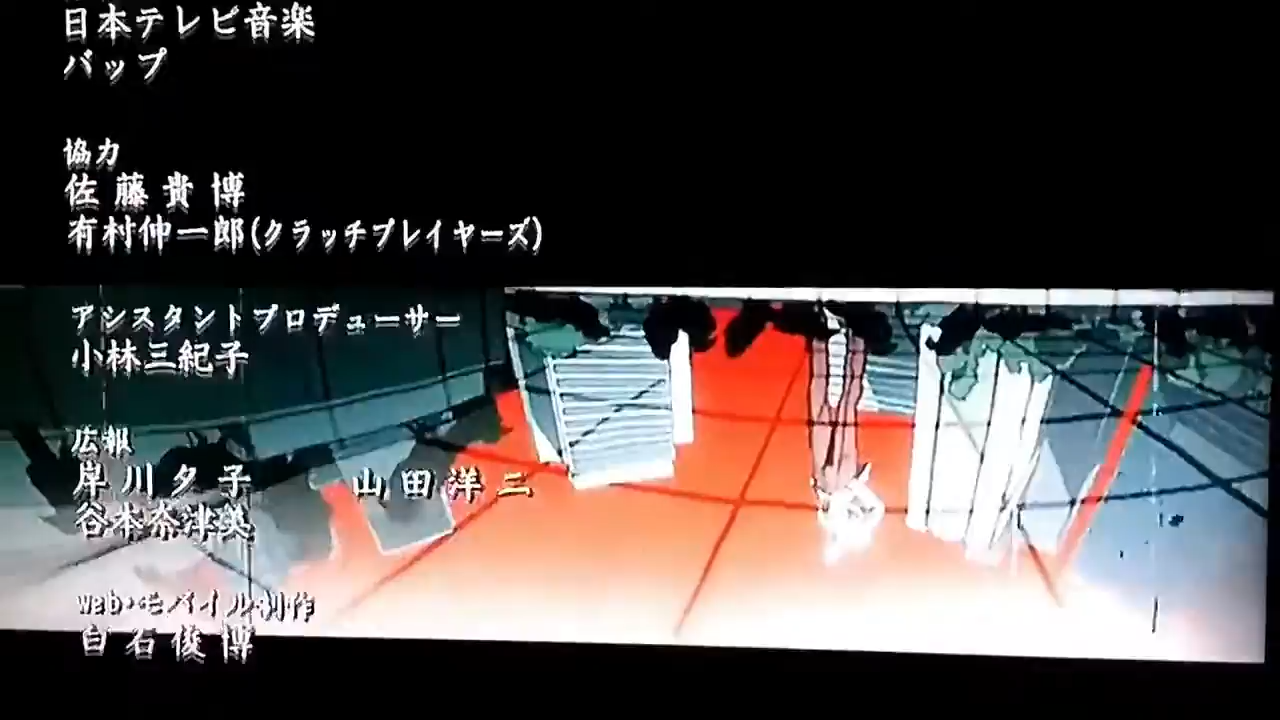 日本テレビ音楽
バップ
協力
佐藤貴博
有村仲一郎(クラッチプレイヤーズ)
アシスタントプロデューサー
小林三紀子
広報
岸川夕子 山田洋二
谷本奈津美
Web・モバイル制作
白石俊博